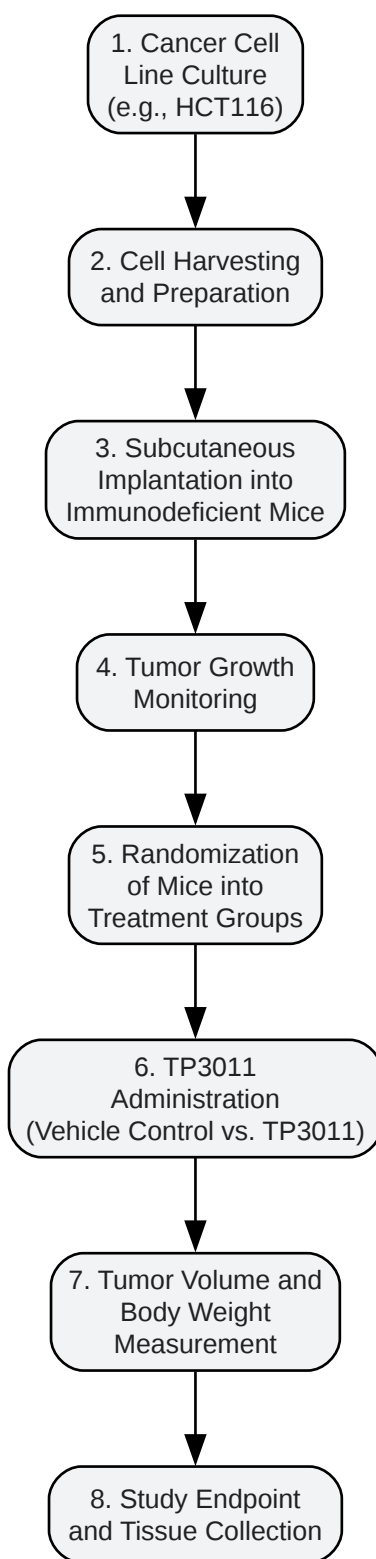 1. Cancer Cell
Line Culture
(e.g., HCT116)
2. Cell Harvesting
and Preparation
3. Subcutaneous
Implantation into
Immunodeficient Mice
4. Tumor Growth
Monitoring
5. Randomization
of Mice into
Treatment Groups
6. TP3011
Administration
(Vehicle Control vs. TP3011)
7. Tumor Volume and
Body Weight
Measurement
8. Study Endpoint
and Tissue Collection